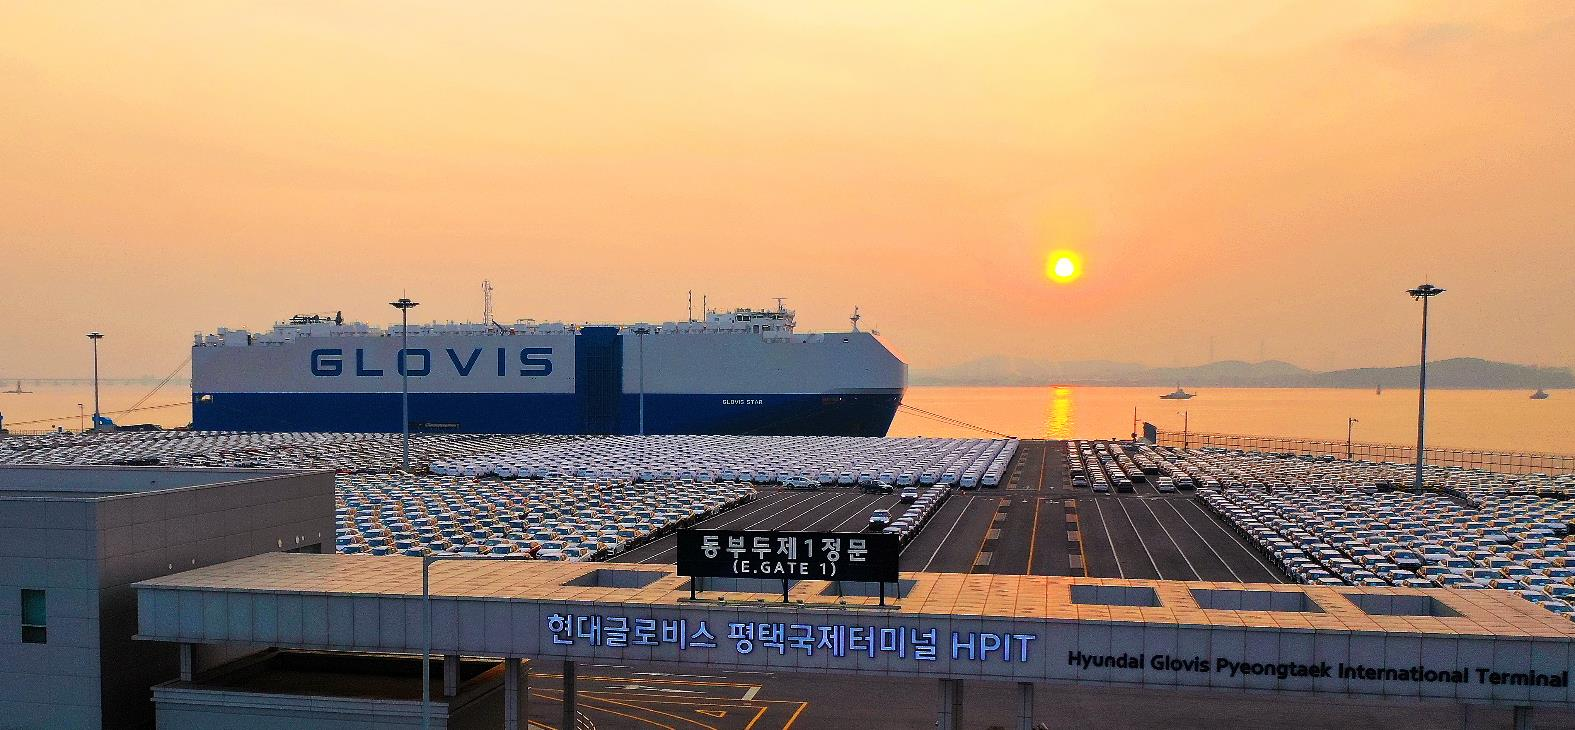 GLOVIS
GLOVIS STAR
동부두제1정문
(E.GATE 1)
현대글로비스 평택국제터미널 HPIT
Hyundai Glovis Pyeongtaek International Terminal